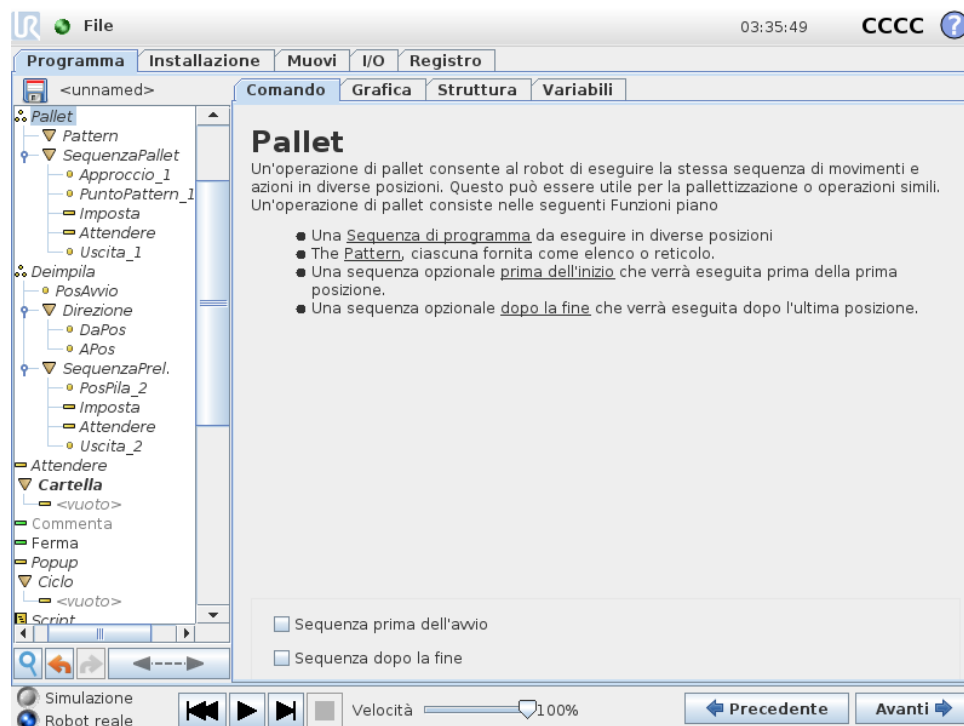 UR File 03:35:49 CCCC ?
Programma Installazione Muovi I/O Registro
<unnamed>
Comando Grafica Struttura Variabili
Pallet
Pattern
SequenzaPallet
Approccio_1
PuntoPattern_1
Imposta
Attendere
Uscita_1
Deimpila
PosAvvio
Direzione
DaPos
APos
SequenzaPrel.
PosPila_2
Imposta
Attendere
Uscita_2
Attendere
Cartella
<vuoto>
Commenta
Ferma
Popup
Ciclo
<vuoto>
Script
Pallet
Un'operazione di pallet consente al robot di eseguire la stessa sequenza di movimenti e
azioni in diverse posizioni. Questo può essere utile per la pallettizzazione o operazioni simili.
Un'operazione di pallet consiste nelle seguenti Funzioni piano
Una Sequenza di programma da eseguire in diverse posizioni
The Pattern, ciascuna fornita come elenco o reticolo.
Una sequenza opzionale prima dell'inizio che verrà eseguita prima della prima
posizione.
Una sequenza opzionale dopo la fine che verrà eseguita dopo l'ultima posizione.
Sequenza prima dell'avvio
Sequenza dopo la fine
Simulazione
Robot reale
Velocità 100%
Precedente Avanti